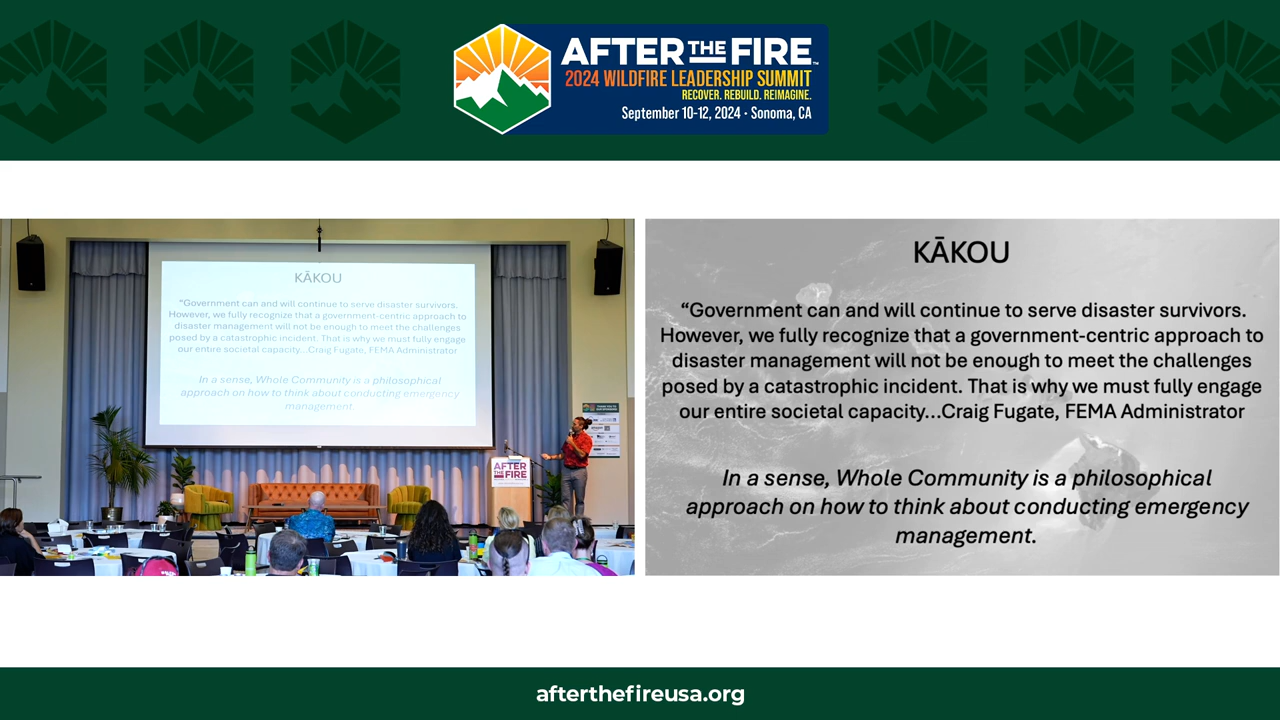 AFTER THE FIRE™
2024 WILDFIRE LEADERSHIP SUMMIT
RECOVER. REBUILD. REIMAGINE.
September 10-12, 2024 · Sonoma, CA
KĀKOU
"Government can and will continue to serve disaster survivors.
However, we fully recognize that a government-centric approach to
disaster management will not be enough to meet the challenges
posed by a catastrophic incident. That is why we must fully engage
our entire societal capacity...Craig Fugate, FEMA Administrator
In a sense, Whole Community is a philosophical
approach on how to think about conducting emergency
management.
AFTER
THE FIRE
KĀKOU
“Government can and will continue to serve disaster survivors.
However, we fully recognize that a government-centric approach to
disaster management will not be enough to meet the challenges
posed by a catastrophic incident. That is why we must fully engage
our entire societal capacity...Craig Fugate, FEMA Administrator
In a sense, Whole Community is a philosophical
approach on how to think about conducting emergency
management.
afterthefireusa.org